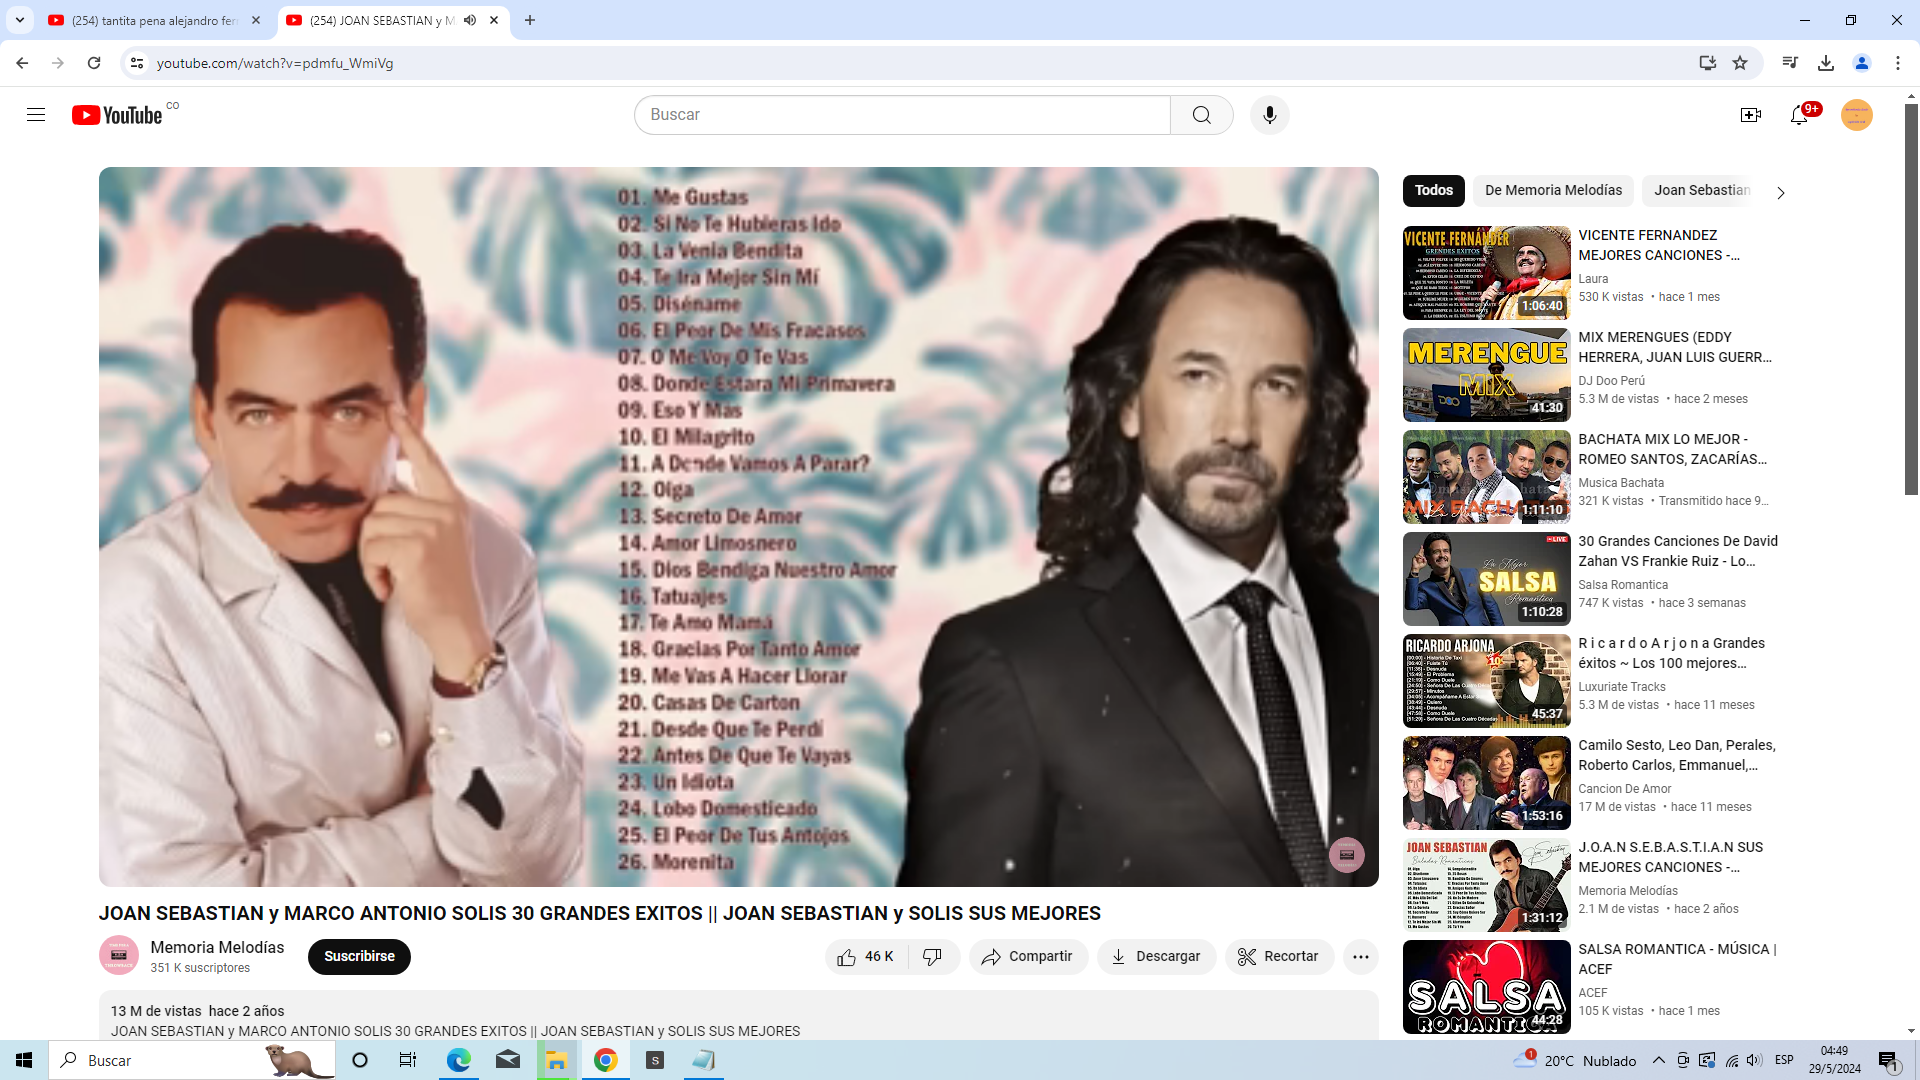 (254) tantita pena alejandro fer
(254) JOAN SEBASTIAN y M
youtube.com/watch?v=pdmfu_WmiVg
YouTube CO
Buscar
9+
01. Me Gustas
02. Si No Te Hubieras Ido
03. La Venia Bendita
04. Te Ira Mejor Sin Mí
05. Diséname
06. El Peor De Mis Fracasos
07. O Me Voy O Te Vas
08. Donde Estara Mi Primavera
09. Eso Y Mas
10. El Milagrito
11. A Donde Vamos A Parar?
12. Olga
13. Secreto De Amor
14. Amor Limosnero
15. Dios Bendiga Nuestro Amor
16. Tatuajes
17. Te Amo Mamá
18. Gracias Por Tanto Amor
19. Me Vas A Hacer Llorar
20. Casas De Carton
21. Desde Que Te Perdí
22. Antes De Que Te Vayas
23. Un Idiota
24. Lobo Domesticado
25. El Peor De Tus Antojos
26. Morenita
JOAN SEBASTIAN y MARCO ANTONIO SOLIS 30 GRANDES EXITOS || JOAN SEBASTIAN y SOLIS SUS MEJORES
Memoria Melodías
351 K suscriptores
Suscribirse
46 K
Compartir
Descargar
Recortar
13 M de vistas hace 2 años
JOAN SEBASTIAN y MARCO ANTONIO SOLIS 30 GRANDES EXITOS || JOAN SEBASTIAN y SOLIS SUS MEJORES
Todos
De Memoria Melodías
Joan Sebastian
VICENTE FERNÁNDEZ
GRANDES EXITOS
1:06:40
VICENTE FERNANDEZ
MEJORES CANCIONES -...
Laura
530 K vistas • hace 1 mes
MERENGUE
MIX
41:30
MIX MERENGUES (EDDY
HERRERA, JUAN LUIS GUERR...
DJ Doo Perú
5.3 M de vistas • hace 2 meses
1:11:10
BACHATA MIX LO MEJOR -
ROMEO SANTOS, ZACARÍAS...
Musica Bachata
321 K vistas • Transmitido hace 9...
LIVE
La Mejor
SALSA
Romantica
1:10:28
30 Grandes Canciones De David
Zahan VS Frankie Ruiz - Lo...
Salsa Romantica
747 K vistas • hace 3 semanas
RICARDO ARJONA
45:37
R i c a r d o A r j o n a Grandes
éxitos ~ Los 100 mejores...
Luxuriate Tracks
5.3 M de vistas • hace 11 meses
1:53:16
Camilo Sesto, Leo Dan, Perales,
Roberto Carlos, Emmanuel,...
Cancion De Amor
17 M de vistas • hace 11 meses
JOAN SEBASTIAN
Baladas Romanticas
1:31:12
J.O.A.N S.E.B.A.S.T.I.A.N SUS
MEJORES CANCIONES -...
Memoria Melodías
2.1 M de vistas • hace 2 años
SALSA
ROMANTICA
44:28
SALSA ROMANTICA - MÚSICA |
ACEF
ACEF
105 K vistas • hace 1 mes
Buscar
1
20°C Nublado
ESP
04:49
29/5/2024
1